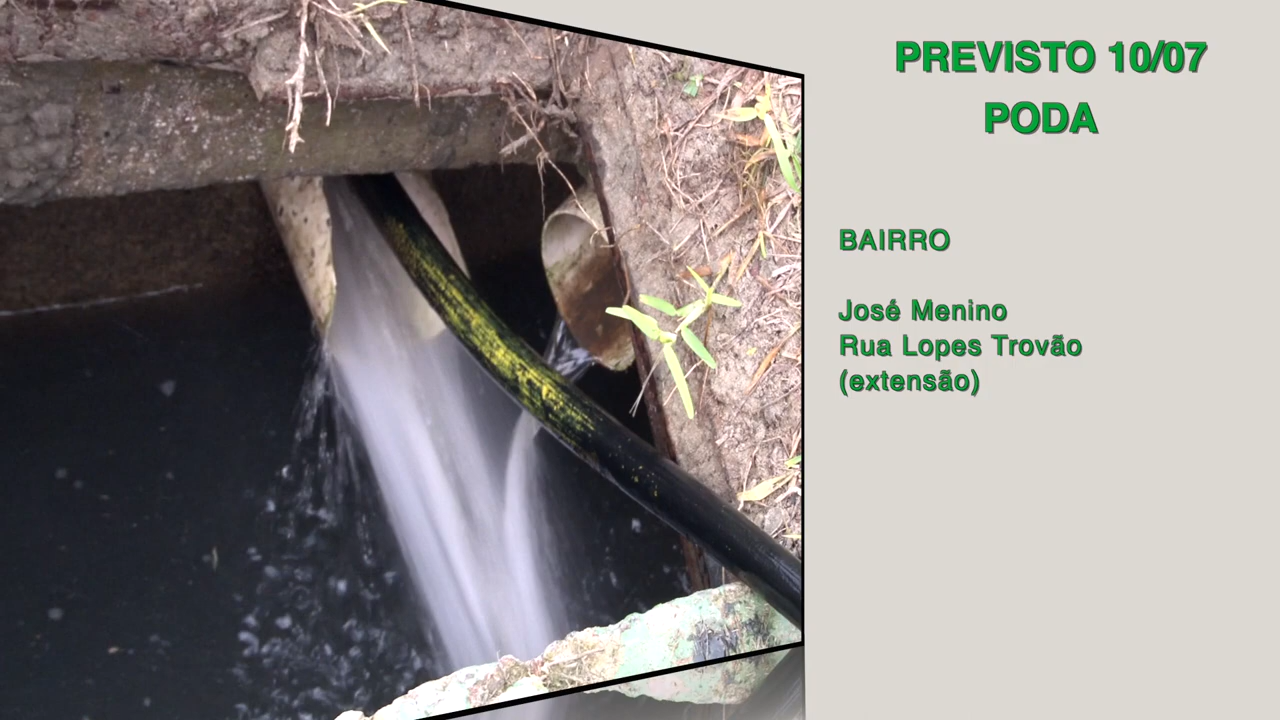 PREVISTO 10/07
PODA
BAIRRO
José Menino
Rua Lopes Trovão
(extensão)